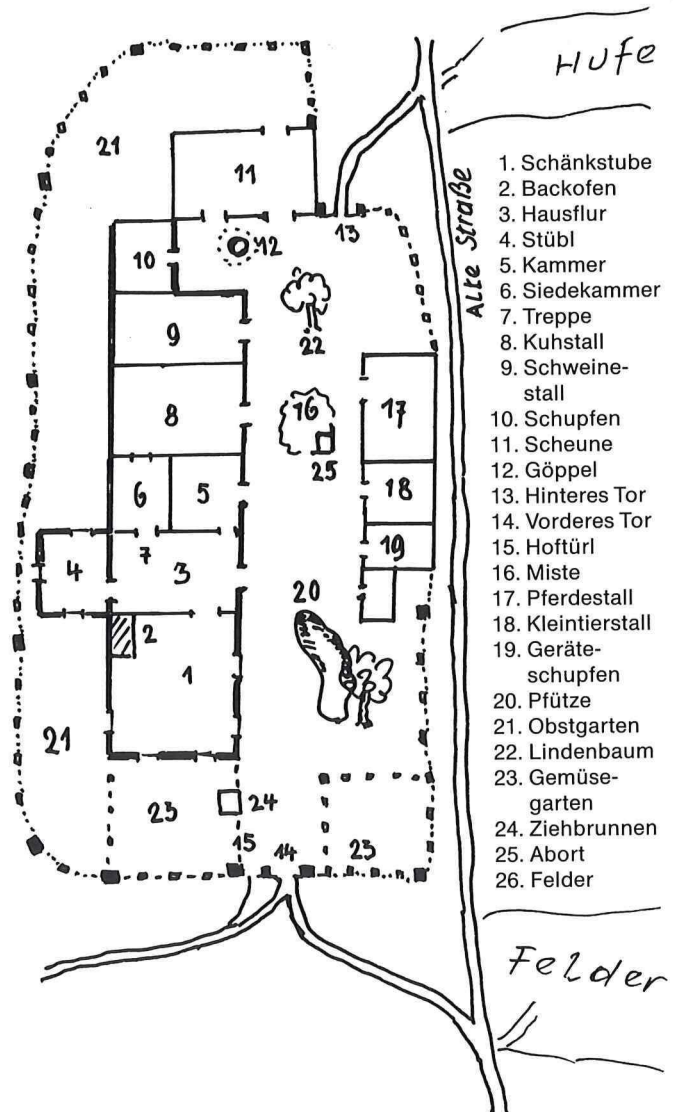 Hufe
21
11
13
Alte Straße
10
12
9
22
8
16
17
25
6
5
18
7
4
3
19
2
20
1
21
23
24
15
14
23
Felder
1. Schänkstube
2. Backofen
3. Hausflur
4. Stübl
5. Kammer
6. Siedekammer
7. Treppe
8. Kuhstall
9. Schweine-
stall
10. Schupfen
11. Scheune
12. Göppel
13. Hinteres Tor
14. Vorderes Tor
15. Hoftürl
16. Miste
17. Pferdestall
18. Kleintierstall
19. Geräte-
schupfen
20. Pfütze
21. Obstgarten
22. Lindenbaum
23. Gemüse-
garten
24. Ziehbrunnen
25. Abort
26. Felder